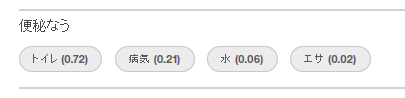 便秘なう
トイレ (0.72) 病気 (0.21) 水 (0.06) エサ (0.02)